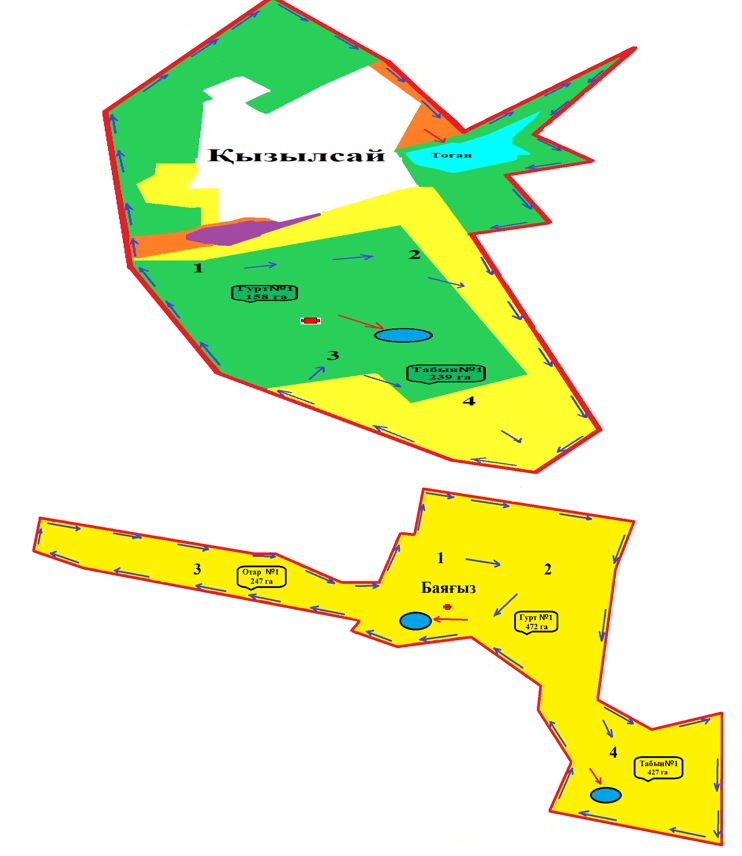 Қызылсай
Тоған
1
2
Гурт№1
158 га
3
Табын№1
239 га
4
1
2
3
Отар №1
247 га
Баяғыз
Гурт №1
472 га
4
Табын№1
427 га